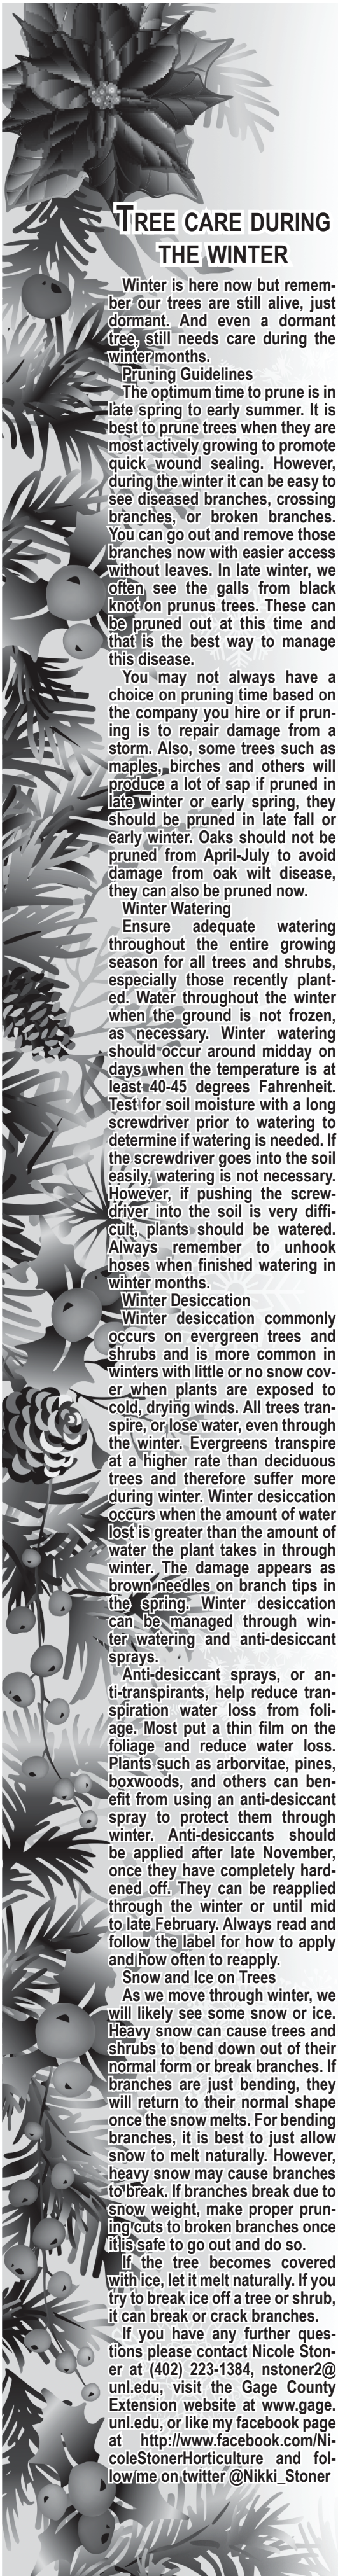 TREE CARE DURING
THE WINTER
Winter is here now but remem-
ber our trees are still alive, just
dormant. And even a dormant
tree, still needs care during the
winter months.
Pruning Guidelines
The optimum time to prune is in
late spring to early summer. It is
best to prune trees when they are
most actively growing to promote
quick wound sealing. However,
during the winter it can be easy to
see diseased branches, crossing
branches, or broken branches.
You can go out and remove those
branches now with easier access
without leaves. In late winter, we
often see the galls from black
knot on prunus trees. These can
be pruned out at this time and
that is the best way to manage
this disease.
You may not always have a
choice on pruning time based on
the company you hire or if prun-
ing is to repair damage from a
storm. Also, some trees such as
maples, birches and others will
produce a lot of sap if pruned in
late winter or early spring, they
should be pruned in late fall or
early winter. Oaks should not be
pruned from April-July to avoid
damage from oak wilt disease,
they can also be pruned now.
Winter Watering
Ensure adequate watering
throughout the entire growing
season for all trees and shrubs,
especially those recently plant-
ed. Water throughout the winter
when the ground is not frozen,
as necessary. Winter watering
should occur around midday on
days when the temperature is at
least 40-45 degrees Fahrenheit.
Test for soil moisture with a long
screwdriver prior to watering to
determine if watering is needed. If
the screwdriver goes into the soil
easily, watering is not necessary.
However, if pushing the screw-
driver into the soil is very diffi-
cult, plants should be watered.
Always remember to unhook
hoses when finished watering in
winter months.
Winter Desiccation
Winter desiccation commonly
occurs on evergreen trees and
shrubs and is more common in
winters with little or no snow cov-
er when plants are exposed to
cold, drying winds. All trees tran-
spire, or lose water, even through
the winter. Evergreens transpire
at a higher rate than deciduous
trees and therefore suffer more
during winter. Winter desiccation
occurs when the amount of water
lost is greater than the amount of
water the plant takes in through
winter. The damage appears as
brown needles on branch tips in
the spring. Winter desiccation
can be managed through win-
ter watering and anti-desiccant
sprays.
Anti-desiccant sprays, or an-
ti-transpirants, help reduce tran-
spiration water loss from foli-
age. Most put a thin film on the
foliage and reduce water loss.
Plants such as arborvitae, pines,
boxwoods, and others can ben-
efit from using an anti-desiccant
spray to protect them through
winter. Anti-desiccants should
be applied after late November,
once they have completely hard-
ened off. They can be reapplied
through the winter or until mid
to late February. Always read and
follow the label for how to apply
and how often to reapply.
Snow and Ice on Trees
As we move through winter, we
will likely see some snow or ice.
Heavy snow can cause trees and
shrubs to bend down out of their
normal form or break branches. If
branches are just bending, they
will return to their normal shape
once the snow melts. For bending
branches, it is best to just allow
snow to melt naturally. However,
heavy snow may cause branches
to break. If branches break due to
snow weight, make proper prun-
ing cuts to broken branches once
it is safe to go out and do so.
If the tree becomes covered
with ice, let it melt naturally. If you
try to break ice off a tree or shrub,
it can break or crack branches.
If you have any further ques-
tions please contact Nicole Ston-
er at (402) 223-1384, nstoner2@
unl.edu, visit the Gage County
Extension website at www.gage.
unl.edu, or like my facebook page
at http://www.facebook.com/Ni-
coleStonerHorticulture and fol-
low me on twitter @Nikki_Stoner